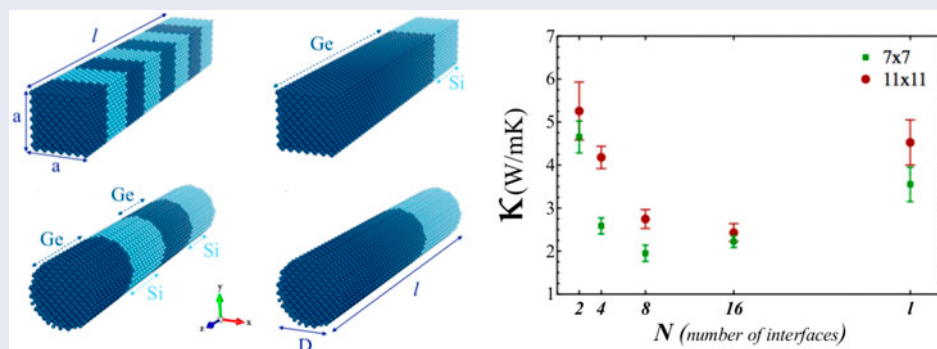 l
Ge
Si
a
a
Ge
Ge
Si
Si
y
x
z
l
D
7x7
11x11
K(W/mK)
7
6
5
4
3
2
1
2 4 8 16 l
N (number of interfaces)